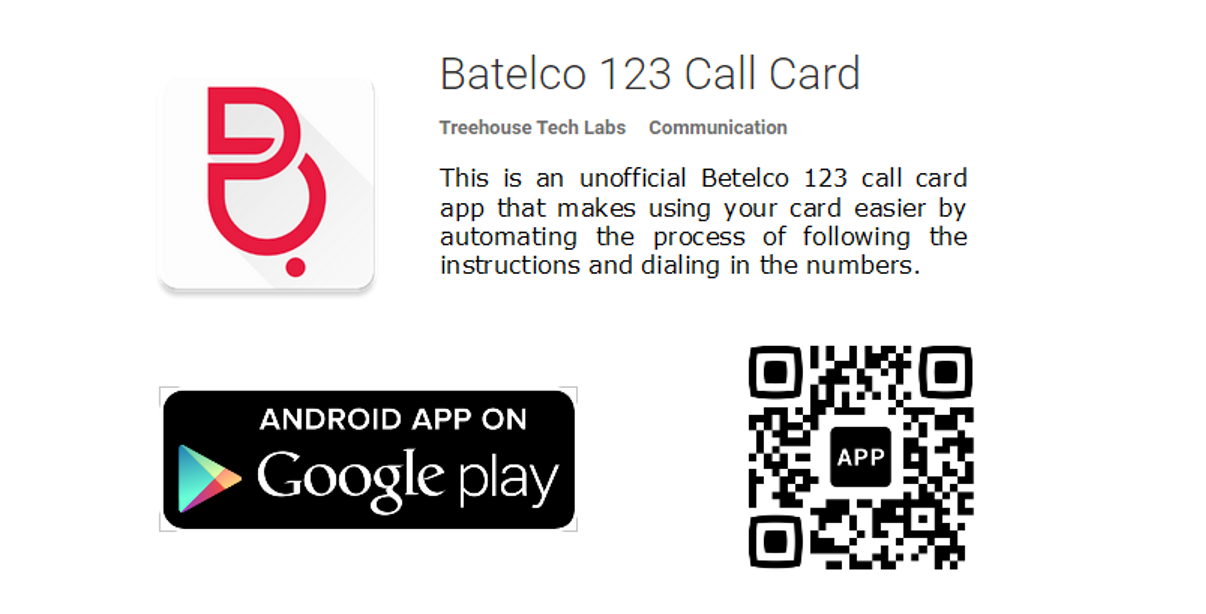 Batelco 123 Call Card
Treehouse Tech Labs Communication
This is an unofficial Betelco 123 call card
app that makes using your card easier by
automating the process of following the
instructions and dialing in the numbers.
ANDROID APP ON
Google play
APP